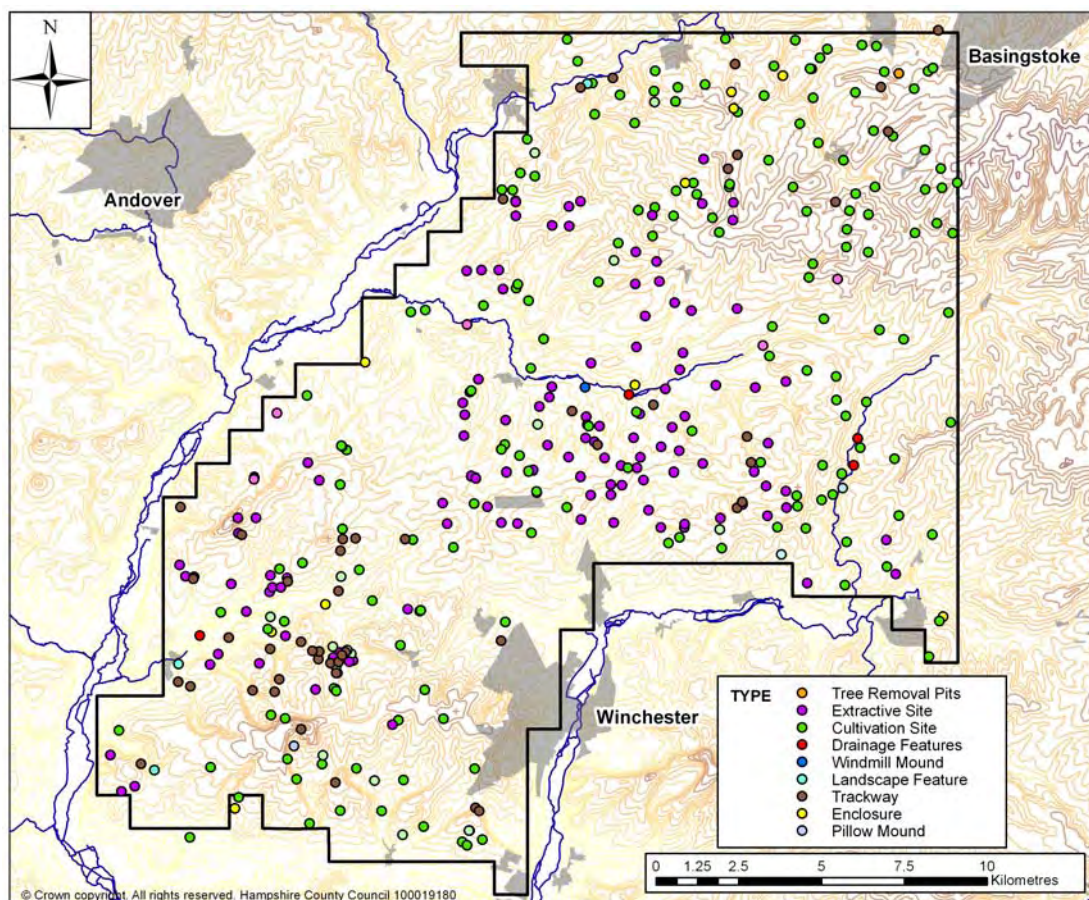 N
Basingstoke
Andover
Winchester
TYPE
Tree Removal Pits
Extractive Site
Cultivation Site
Drainage Features
Windmill Mound
Landscape Feature
Trackway
Enclosure
Pillow Mound
0 1.25 2.5 5 7.5 10
Kilometres
© Crown copyright. All rights reserved. Hampshire County Council 100019180